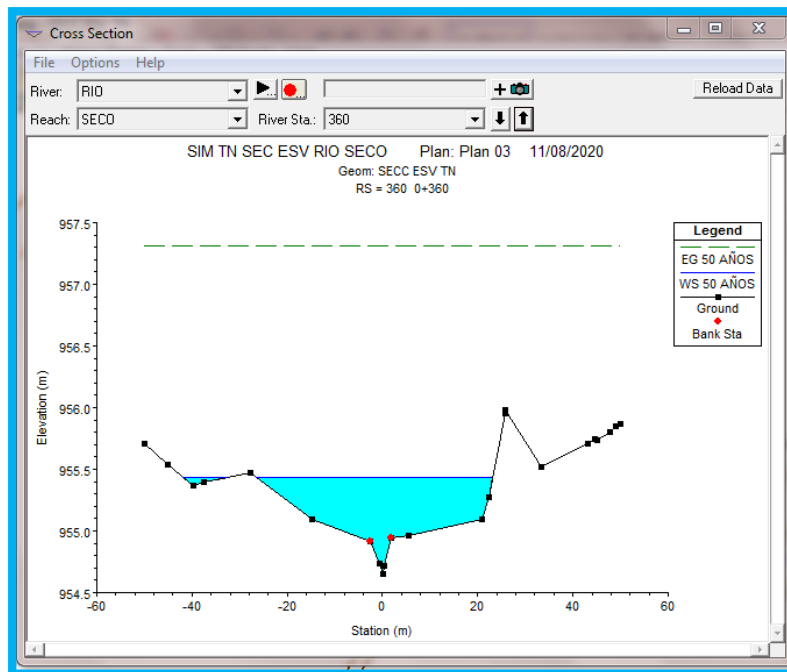 Cross Section
File Options Help
River: RIO
Reload Data
Reach: SECO River Sta.: 360
SIM TN SEC ESV RIO SECO Plan: Plan 03 11/08/2020
Geom: SECC ESV TN
RS = 360 0+360
957.5
957.0
956.5
956.0
955.5
955.0
954.5
-60 -40 -20 0 20 40 60
Elevation (m)
Station (m)
Legend
EG 50 AÑOS
WS 50 AÑOS
Ground
Bank Sta